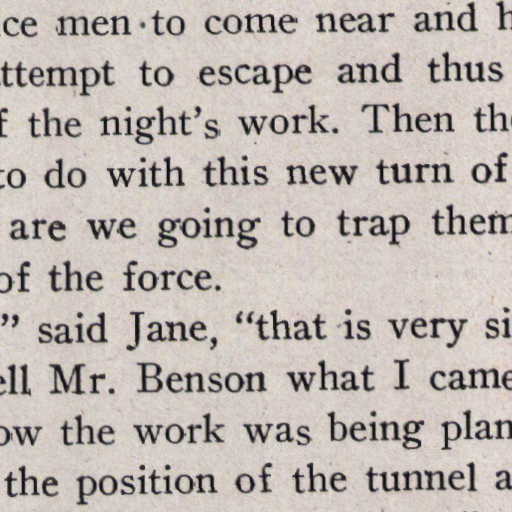 ce men to come near and h
ttempt to escape and thus
f the night's work. Then th
to do with this new turn of
are we going to trap them
of the force.
" said Jane, "that is very si
ell Mr. Benson what I came
ow the work was being plan
the position of the tunnel a